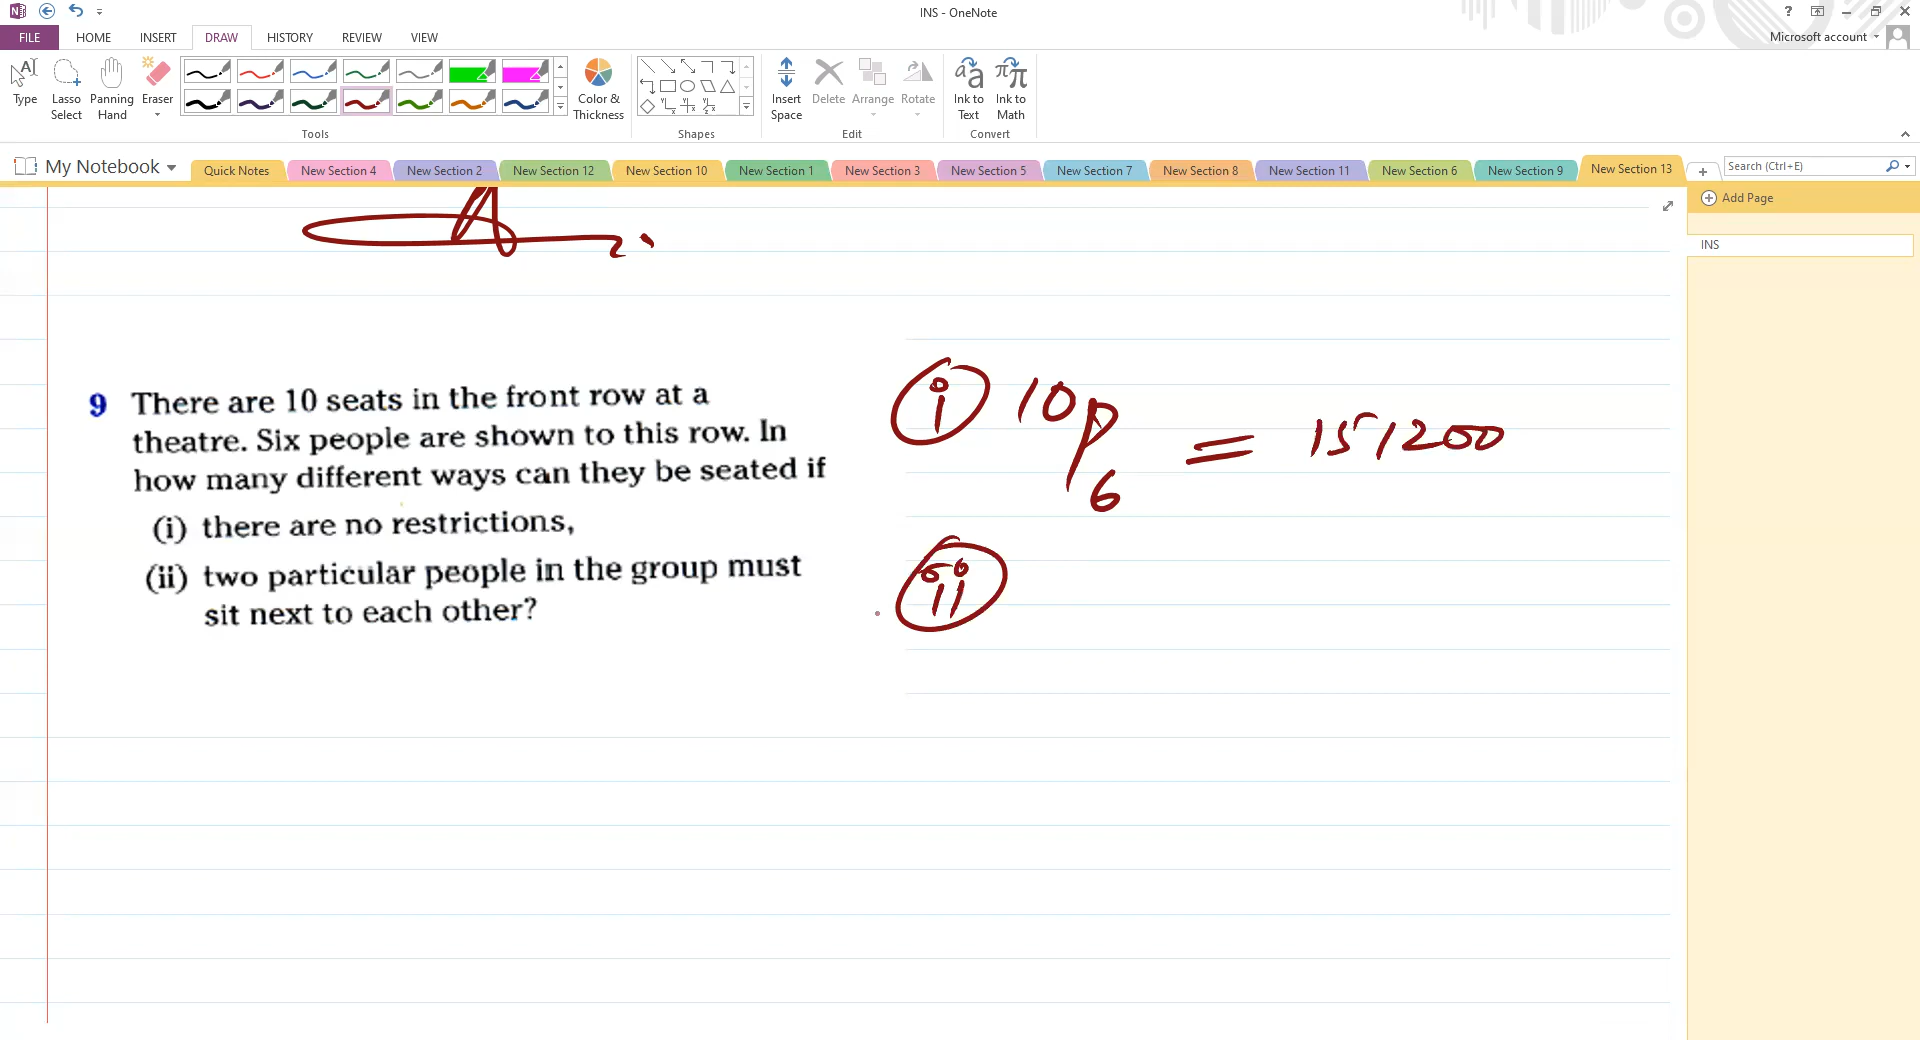 INS - OneNote
?
FILE HOME INSERT DRAW HISTORY REVIEW VIEW
Microsoft account
Type Lasso Select Panning Hand Eraser
Color & Thickness
Insert Space Delete Arrange Rotate
Ink to Text Ink to Math
Tools Shapes Edit Convert
My Notebook Quick Notes New Section 4 New Section 2 New Section 12 New Section 10 New Section 1 New Section 3 New Section 5 New Section 7 New Section 8 New Section 11 New Section 6 New Section 9 New Section 13
Search (Ctrl+E)
Add Page
INS
9 There are 10 seats in the front row at a
theatre. Six people are shown to this row. In
how many different ways can they be seated if
(i) there are no restrictions,
(ii) two particular people in the group must
sit next to each other?
i 10P6 = 151200
ii